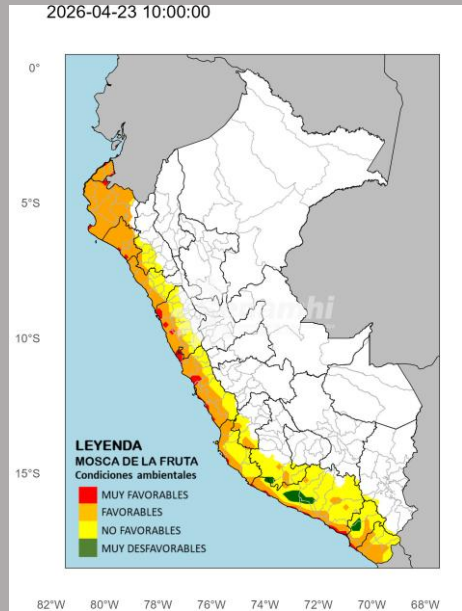 2026-04-23 10:00:00
0°
5°S
10°S
senamhi
15°S
LEYENDA
MOSCA DE LA FRUTA
Condiciones ambientales
MUY FAVORABLES
FAVORABLES
NO FAVORABLES
MUY DESFAVORABLES
82°W 80°W 78°W 76°W 74°W 72°W 70°W 68°W